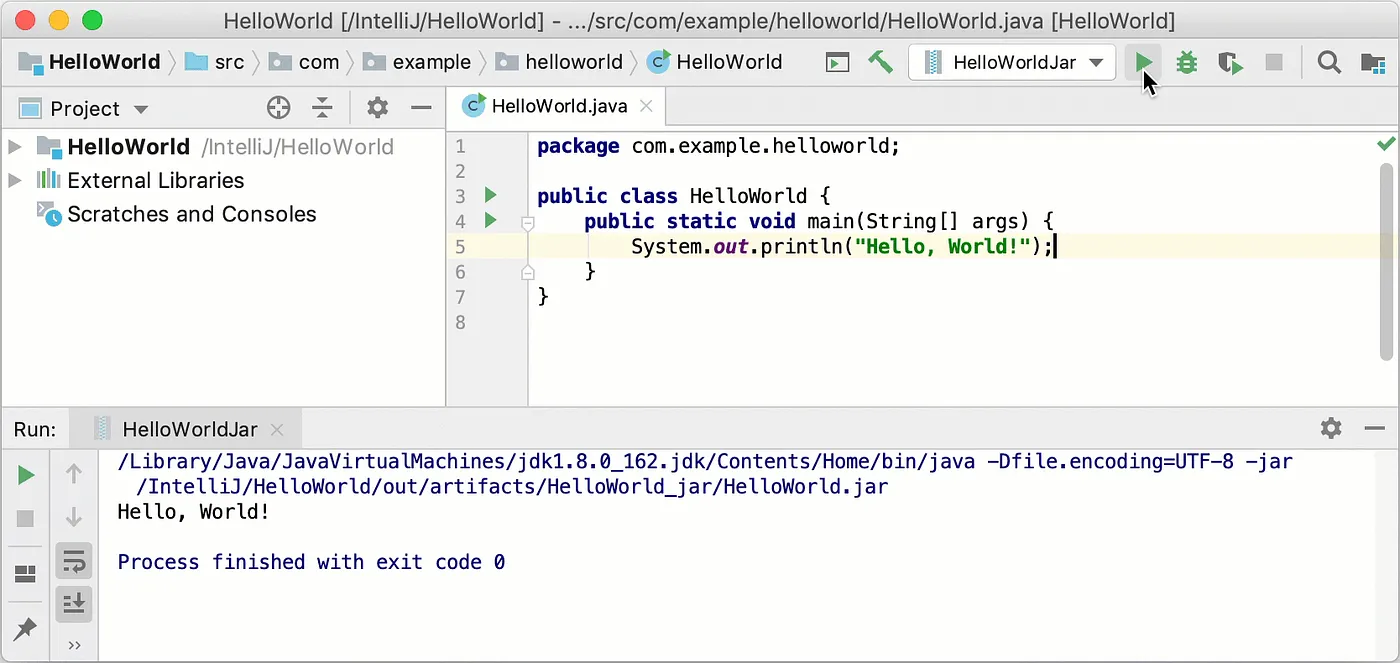 HelloWorld [/IntelliJ/HelloWorld] - .../src/com/example/helloworld/HelloWorld.java [HelloWorld]
HelloWorld src com example helloworld HelloWorld HelloWorldJar
Project
HelloWorld.java
HelloWorld /IntelliJ/HelloWorld
External Libraries
Scratches and Consoles
1 package com.example.helloworld;
2
3 public class HelloWorld {
4     public static void main(String[] args) {
5         System.out.println("Hello, World!");
6     }
7 }
8
Run: HelloWorldJar
/Library/Java/JavaVirtualMachines/jdk1.8.0_162.jdk/Contents/Home/bin/java -Dfile.encoding=UTF-8 -jar
/IntelliJ/HelloWorld/out/artifacts/HelloWorld_jar/HelloWorld.jar
Hello, World!
Process finished with exit code 0